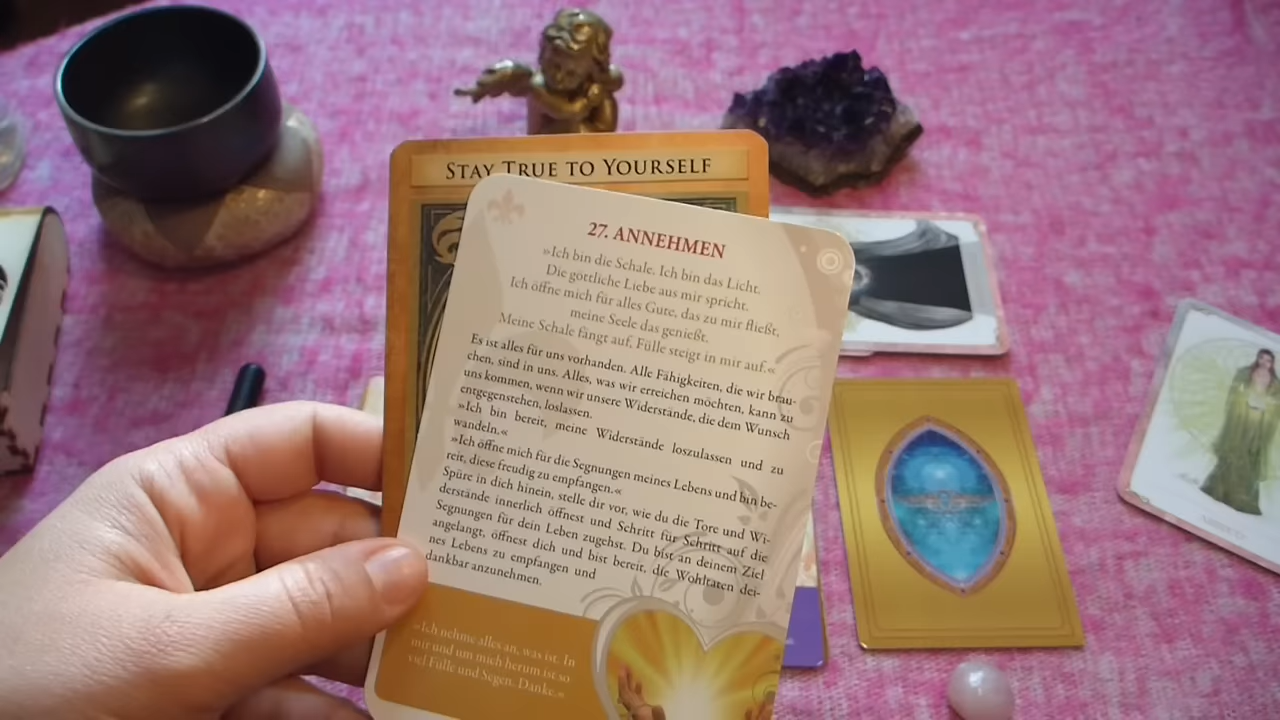 STAY TRUE TO YOURSELF
27. ANNEHMEN
»Ich bin die Schale. Ich bin das Licht.
Die göttliche Liebe aus mir spricht.
Ich öffne mich für alles Gute, das zu mir fließt,
meine Seele das genießt.
Meine Schale fängt auf, Fülle steigt in mir auf.«
Es ist alles für uns vorhanden. Alle Fähigkeiten, die wir brau-
chen, sind in uns. Alles, was wir erreichen möchten, kann zu
uns kommen, wenn wir unsere Widerstände, die dem Wunsch
entgegenstehen, loslassen.
»Ich bin bereit, meine Widerstände loszulassen und zu
wandeln.«
»Ich öffne mich für die Segnungen meines Lebens und bin be-
reit, diese freudig zu empfangen.«
Spüre in dich hinein, stelle dir vor, wie du die Tore und Wi-
derstände innerlich öffnest und Schritt für Schritt auf die
Segnungen für dein Leben zugehst. Du bist an deinem Ziel
angelangt, öffnest dich und bist bereit, die Wohltaten dei-
nes Lebens zu empfangen und
dankbar anzunehmen.
»Ich nehme alles an, was ist. In
mir und um mich herum ist so
viel Fülle und Segen. Danke.«